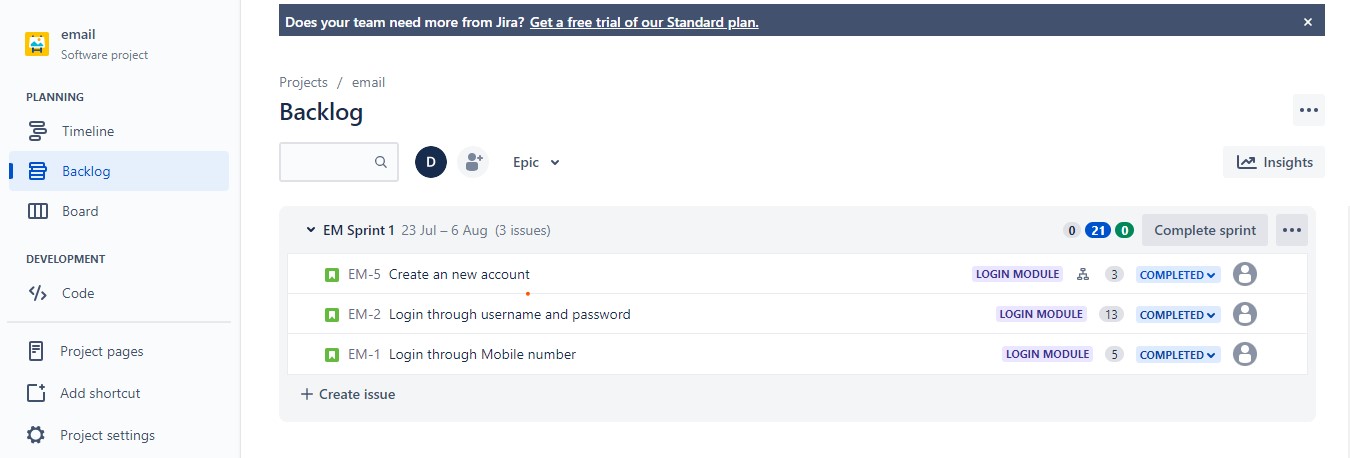 Does your team need more from Jira? Get a free trial of our Standard plan.
email
Software project
PLANNING
Timeline
Backlog
Board
DEVELOPMENT
Code
Project pages
Add shortcut
Project settings
Projects / email
Backlog
D
Epic
Insights
EM Sprint 1 23 Jul – 6 Aug (3 issues) 0 21 0 Complete sprint
EM-5 Create an new account LOGIN MODULE 3 COMPLETED
EM-2 Login through username and password LOGIN MODULE 13 COMPLETED
EM-1 Login through Mobile number LOGIN MODULE 5 COMPLETED
+ Create issue